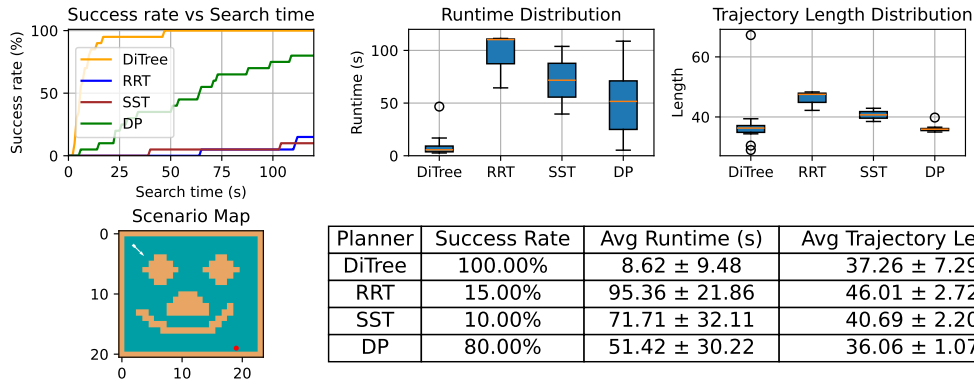 Success rate vs Search time
Success rate (%)
100
50
0
DiTree
RRT
SST
DP
0 25 50 75 100
Search time (s)
Runtime Distribution
Runtime (s)
100
50
0
DiTree RRT SST DP
Trajectory Length Distribution
Length
60
40
DiTree RRT SST DP
Scenario Map
0
10
20
0 10 20
Planner Success Rate Avg Runtime (s) Avg Trajectory Le
DiTree 100.00% 8.62 ± 9.48 37.26 ± 7.29
RRT 15.00% 95.36 ± 21.86 46.01 ± 2.72
SST 10.00% 71.71 ± 32.11 40.69 ± 2.20
DP 80.00% 51.42 ± 30.22 36.06 ± 1.07